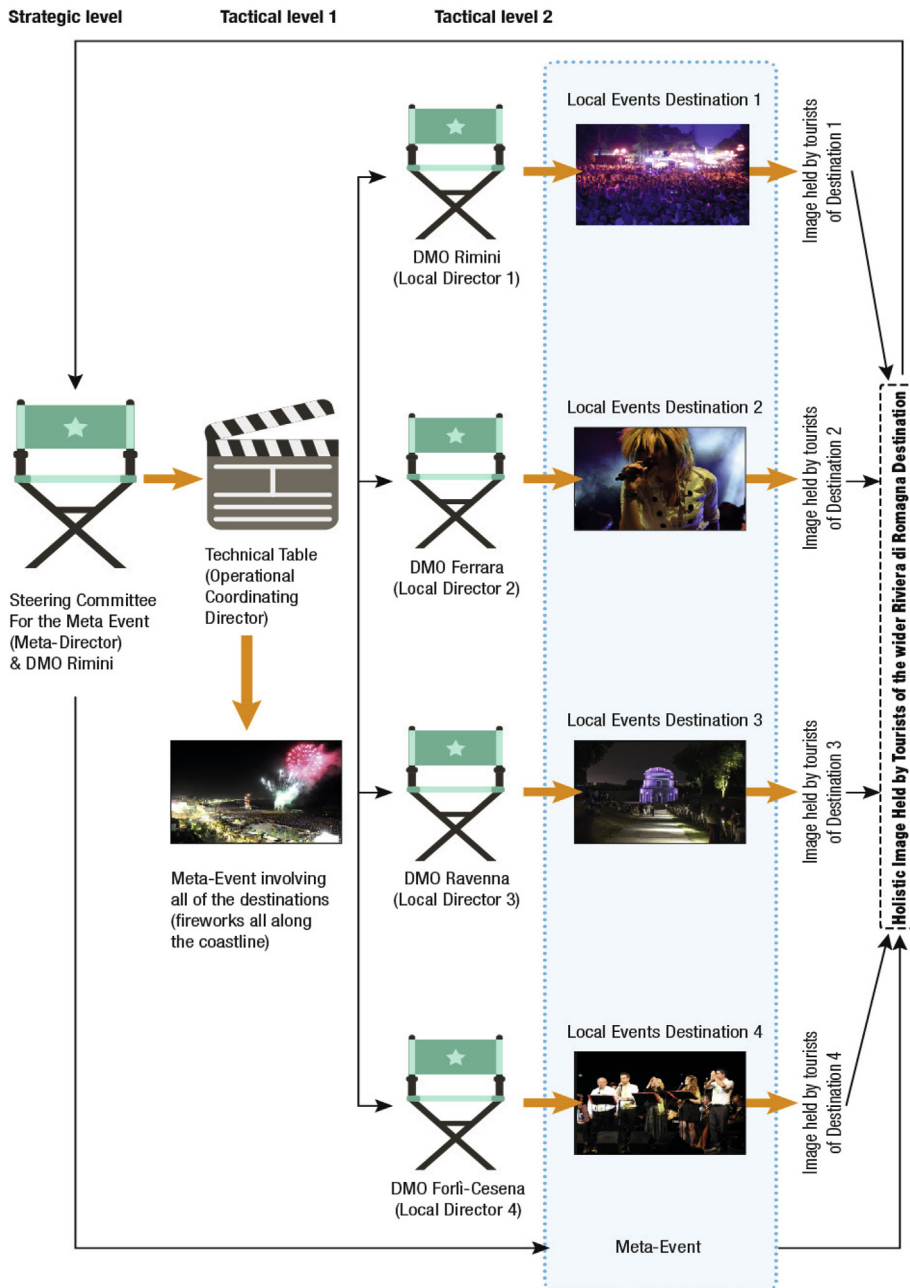 Strategic level
Tactical level 1
Tactical level 2
Local Events Destination 1
Image held by tourists
of Destination 1
DMO Rimini
(Local Director 1)
Local Events Destination 2
Image held by tourists
of Destination 2
DMO Ferrara
(Local Director 2)
Steering Committee
For the Meta Event
(Meta-Director)
& DMO Rimini
Technical Table
(Operational
Coordinating
Director)
Meta-Event involving
all of the destinations
(fireworks all along
the coastline)
Local Events Destination 3
Image held by tourists
of Destination 3
DMO Ravenna
(Local Director 3)
Local Events Destination 4
Image held by tourists
of Destination 4
DMO Forlì-Cesena
(Local Director 4)
Meta-Event
Holistic Image Held by Tourists of the wider Riviera di Romagna Destination